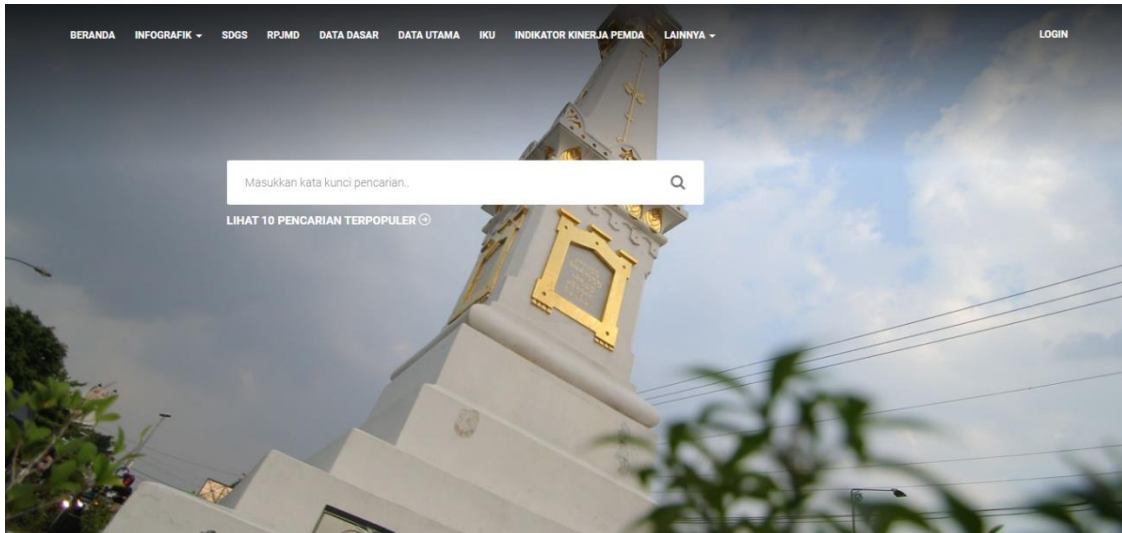 BERANDA INFOGRAFIK SDGS RPJMD DATA DASAR DATA UTAMA IKU INDIKATOR KINERJA PEMDA LAINNYA LOGIN
Masukkan kata kunci pencarian..
LIHAT 10 PENCARIAN TERPOPULER